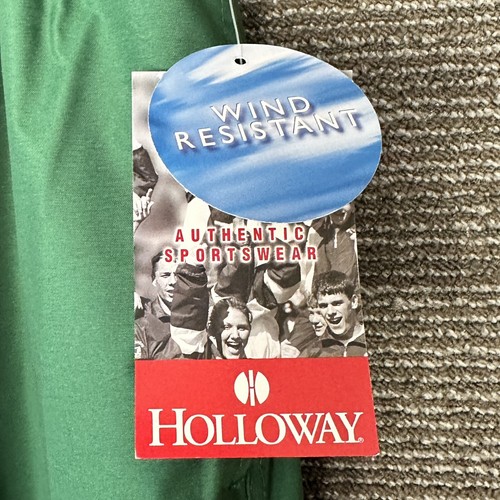 WIND
RESISTANT
AUTHENTIC
SPORTSWEAR
HOLLOWAY®